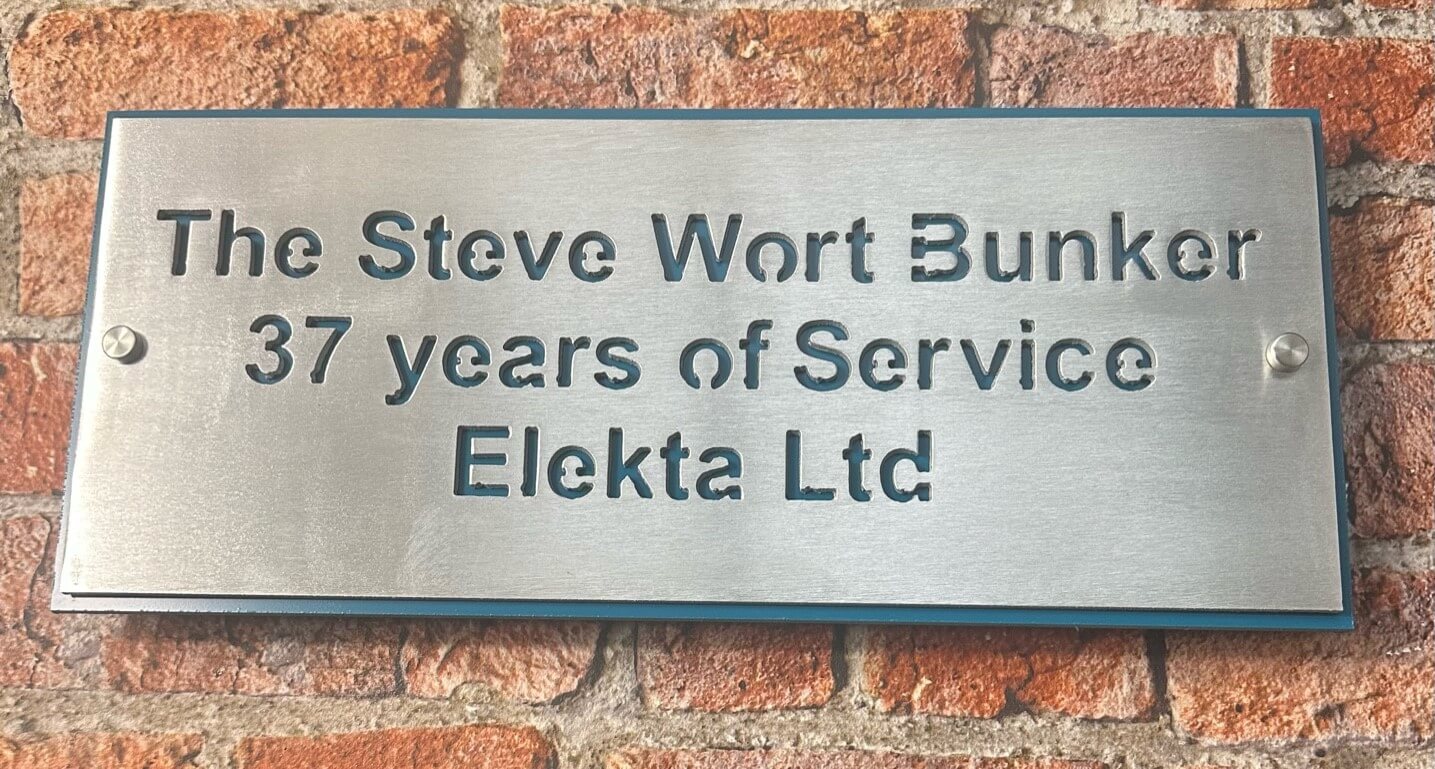 The Steve Wort Bunker
37 years of Service
Elekta Ltd